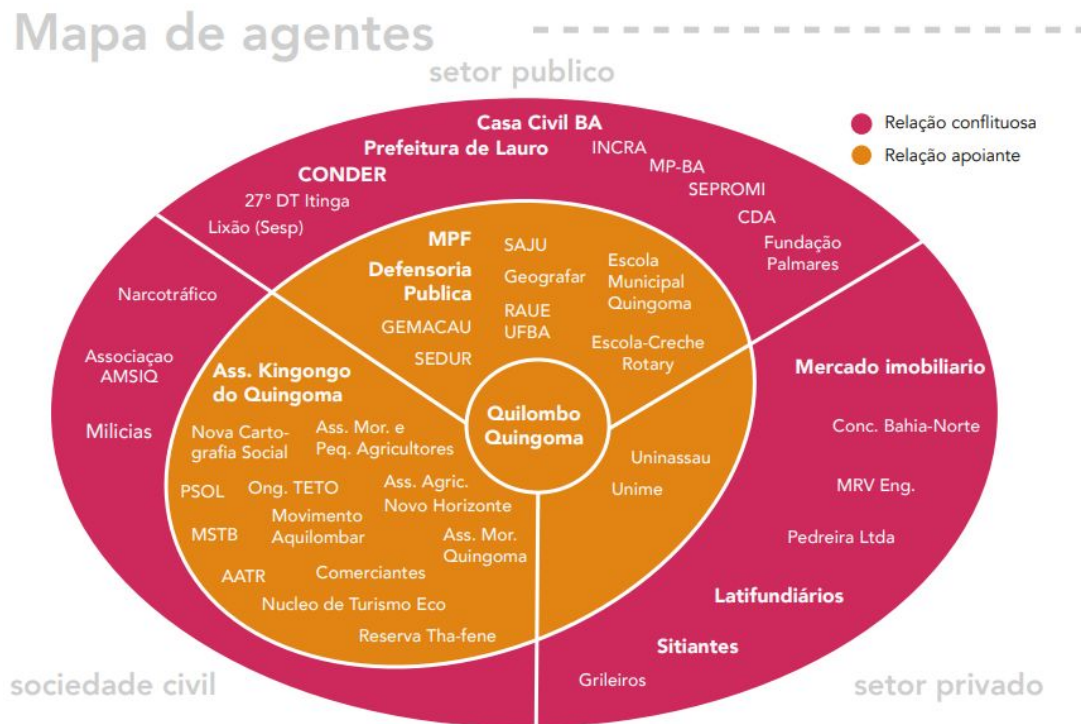 Mapa de agentes
setor publico
Relação conflituosa
Relação apoiante
Casa Civil BA
Prefeitura de Lauro
INCRA
CONDER
MP-BA
SEPROMI
27° DT Itinga
CDA
Lixão (Sesp)
Fundação
Palmares
MPF
Defensoria
Publica
GEMACAU
SEDUR
SAJU
Geografar
RAUE
UFBA
Escola
Municipal
Quingoma
Escola-Creche
Rotary
Narcotráfico
Associaçao
AMSIQ
Milicias
Ass. Kingongo
do Quingoma
Nova Carto-
grafia Social
Ass. Mor. e
Peq. Agricultores
PSOL
Ong. TETO
Ass. Agric.
Novo Horizonte
MSTB
Movimento
Aquilombar
Ass. Mor.
Quingoma
AATR
Comerciantes
Nucleo de Turismo Eco
Reserva Tha-fene
Quilombo
Quingoma
Uninassau
Unime
Mercado imobiliario
Conc. Bahia-Norte
MRV Eng.
Pedreira Ltda
Latifundiários
Sitiantes
Grileiros
sociedade civil
setor privado